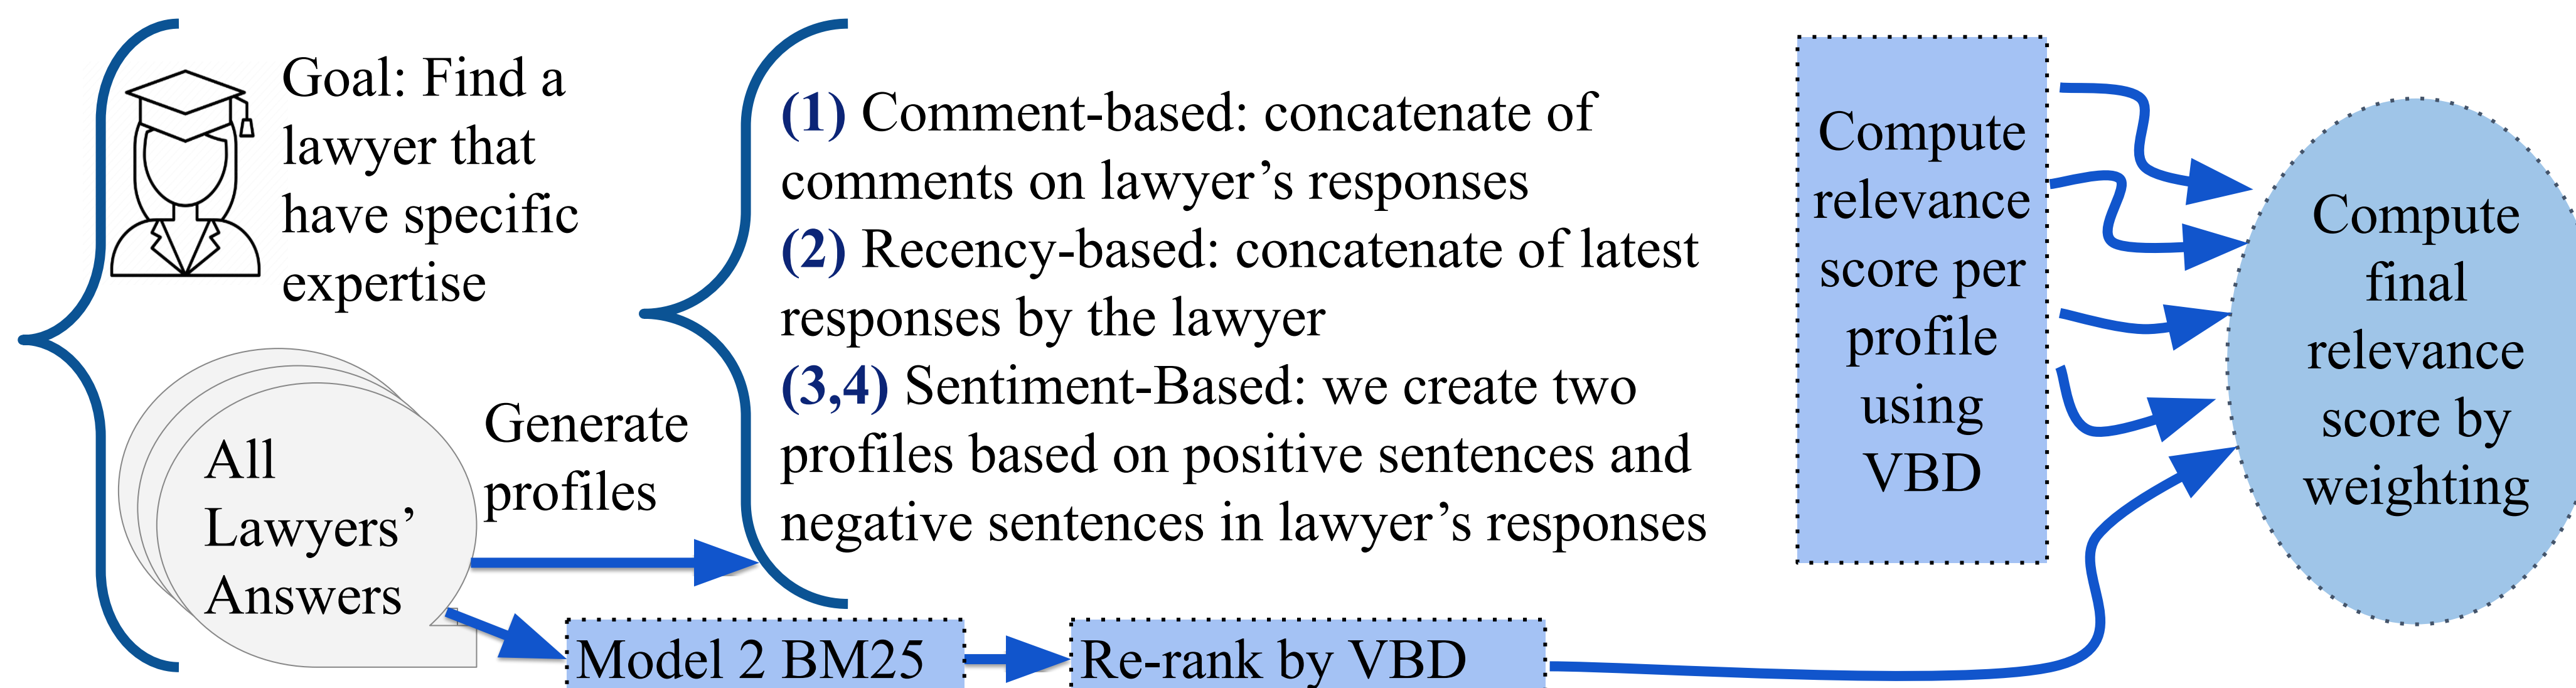 Goal: Find a
lawyer that
have specific
expertise
All
Lawyers’
Answers
Generate
profiles
(1) Comment-based: concatenate of
comments on lawyer’s responses
(2) Recency-based: concatenate of latest
responses by the lawyer
(3,4) Sentiment-Based: we create two
profiles based on positive sentences and
negative sentences in lawyer’s responses
Model 2 BM25
Re-rank by VBD
Compute
relevance
score per
profile
using
VBD
Compute
final
relevance
score by
weighting